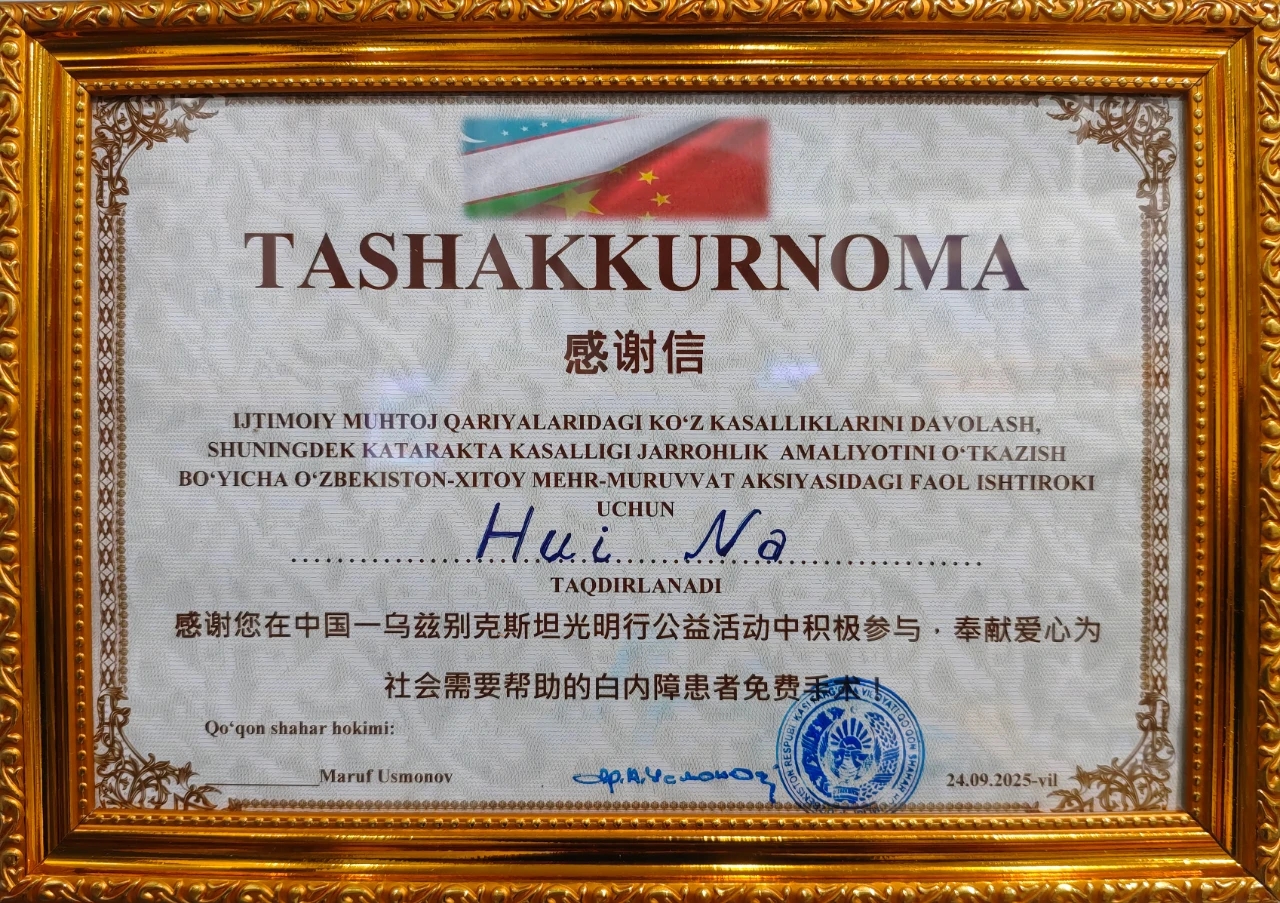 TASHAKKURNOMA
感谢信
IJTIMOIY MUHTOJ QARIYALARIDAGI KO‘Z KASALLIKLARINI DAVOLASH,
SHUNINGDEK KATARAKTA KASALLIGI JARROHLIK AMALIYOTINI O‘TKAZISH
BO‘YICHA O‘ZBEKISTON-XITOY MEHR-MURUVVAT AKSIYASIDAGI FAOL ISHTIROKI
UCHUN
Hui Na
TAQDIRLANADI
感谢您在中国一乌兹别克斯坦光明行公益活动中积极参与，奉献爱心为
社会需要帮助的白内障患者免费手术！
Qo‘qon shahar hokimi:
Maruf Usmonov
24.09.2025-yil